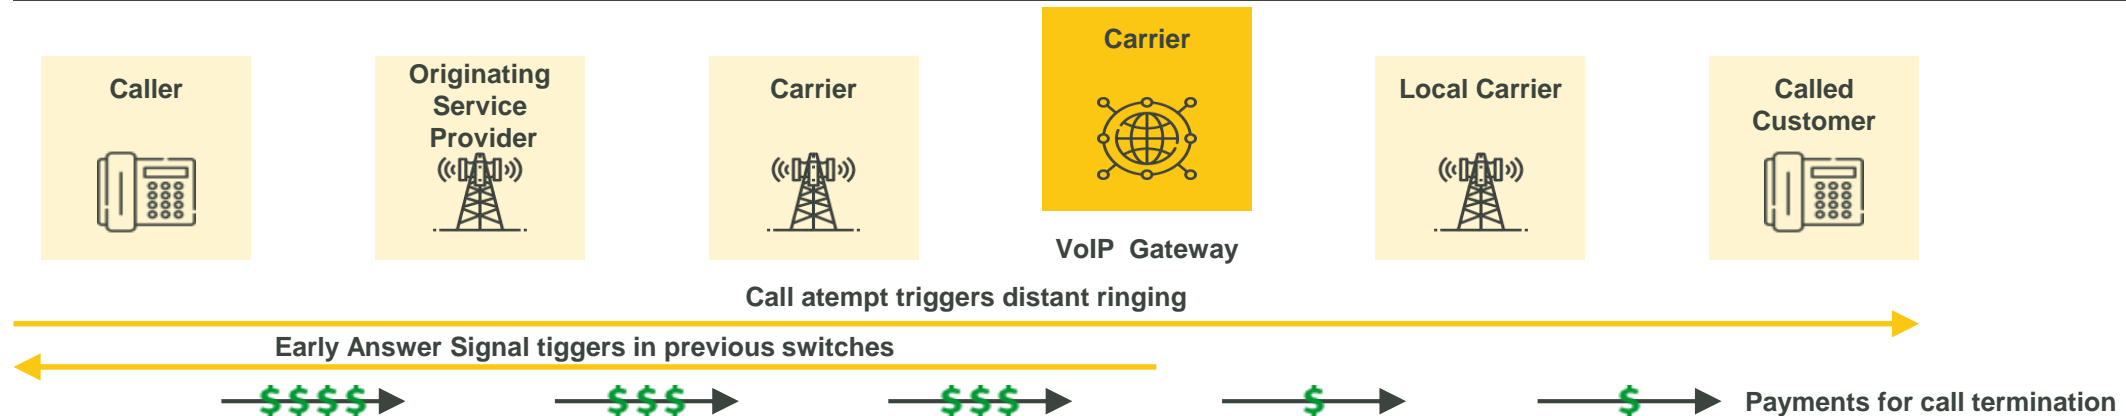 Caller
Originating
Service
Provider
Carrier
Carrier
Local Carrier
Called
Customer
VoIP Gateway
Call atempt triggers distant ringing
Early Answer Signal tiggers in previous switches
$$$$
$$$
$$$
$
$
Payments for call termination